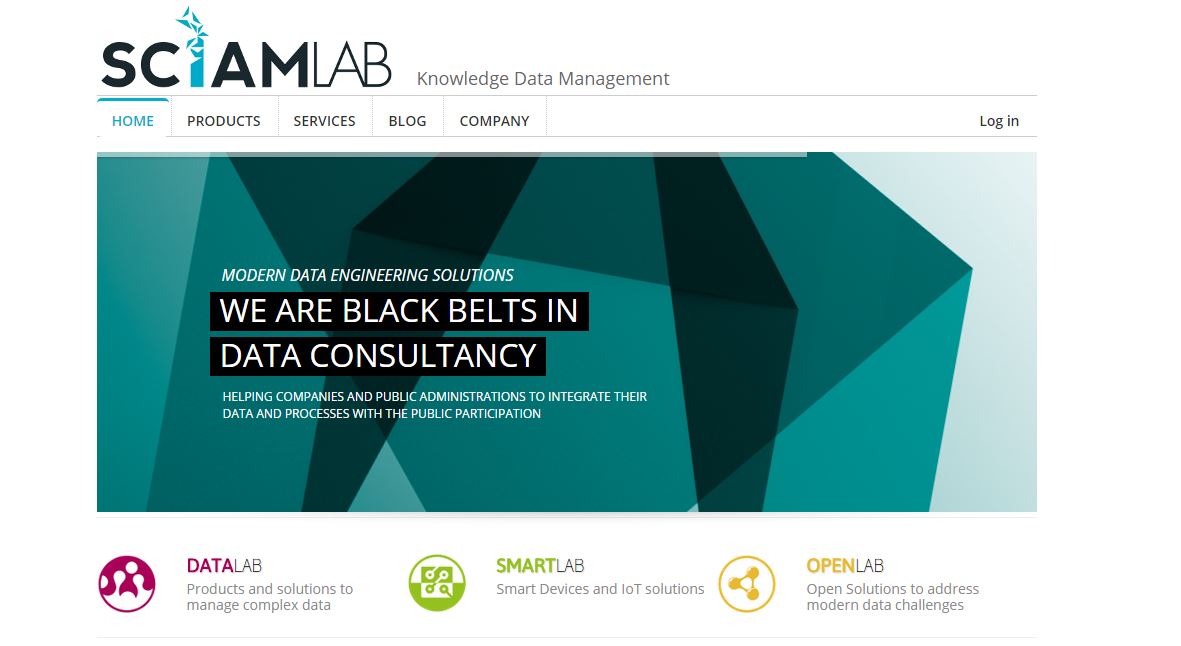 SCIAMLAB Knowledge Data Management
HOME PRODUCTS SERVICES BLOG COMPANY Log in
MODERN DATA ENGINEERING SOLUTIONS
WE ARE BLACK BELTS IN
DATA CONSULTANCY
HELPING COMPANIES AND PUBLIC ADMINISTRATIONS TO INTEGRATE THEIR
DATA AND PROCESSES WITH THE PUBLIC PARTICIPATION
DATALAB
Products and solutions to
manage complex data
SMARTLAB
Smart Devices and IoT solutions
OPENLAB
Open Solutions to address
modern data challenges